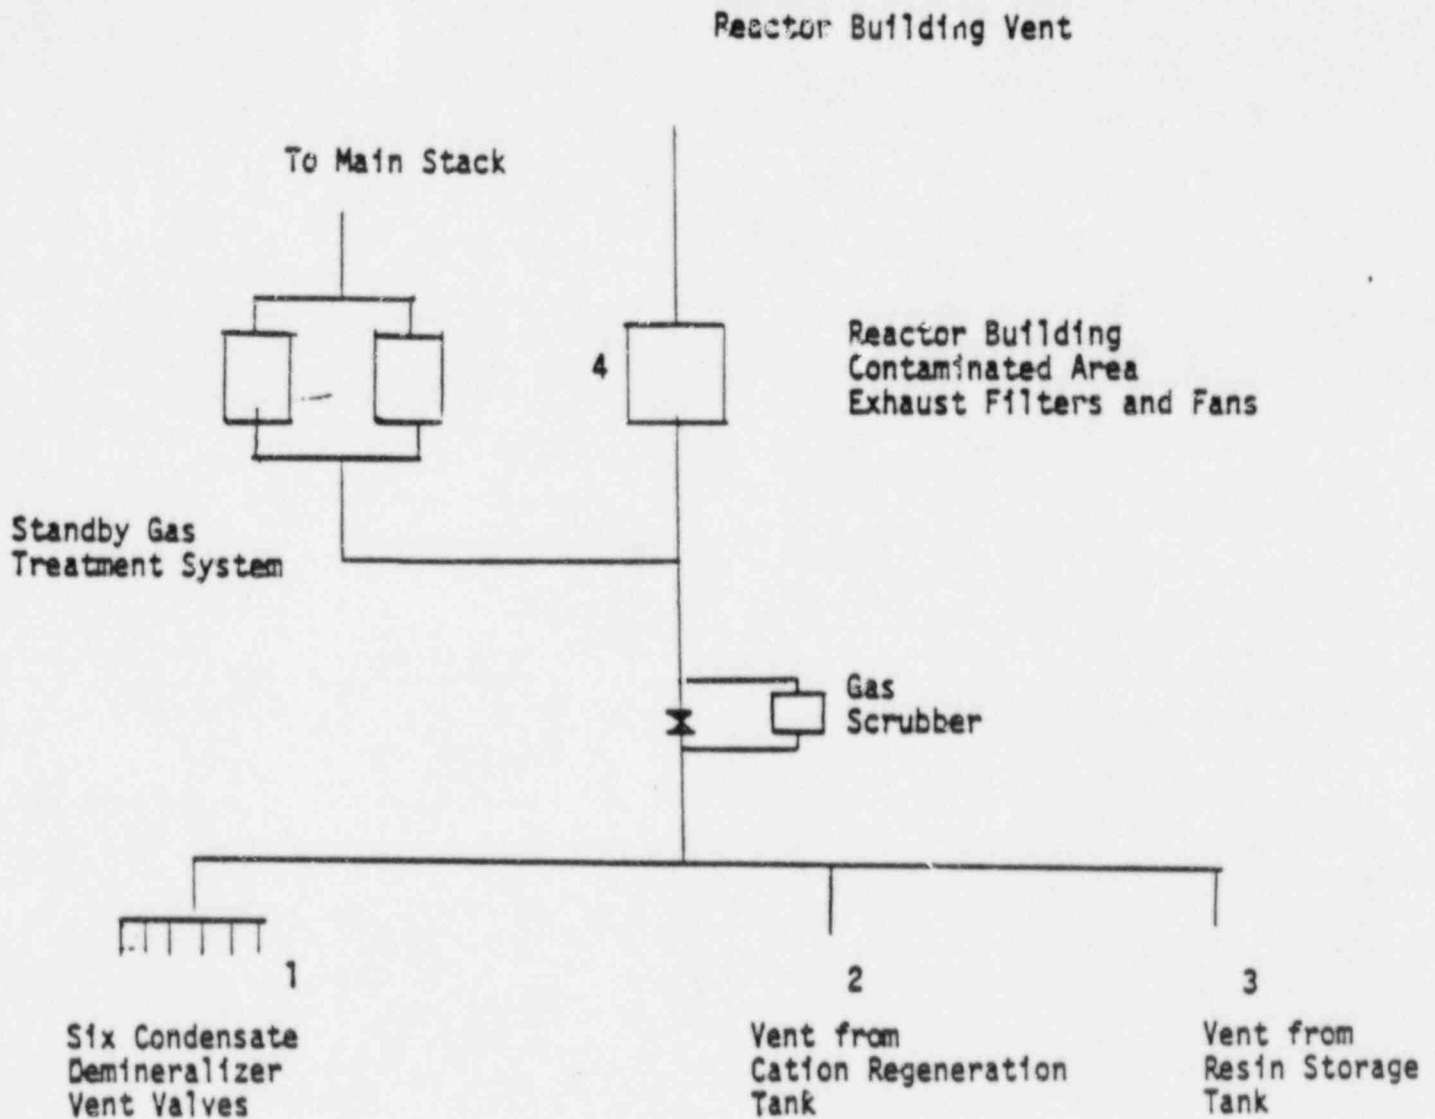 Reactor Building Vent
To Main Stack
4
Reactor Building
Contaminated Area
Exhaust Filters and Fans
Standby Gas
Treatment System
Gas
Scrubber
1
2
3
Six Condensate
Demineralizer
Vent Valves
Vent from
Cation Regeneration
Tank
Vent from
Resin Storage
Tank